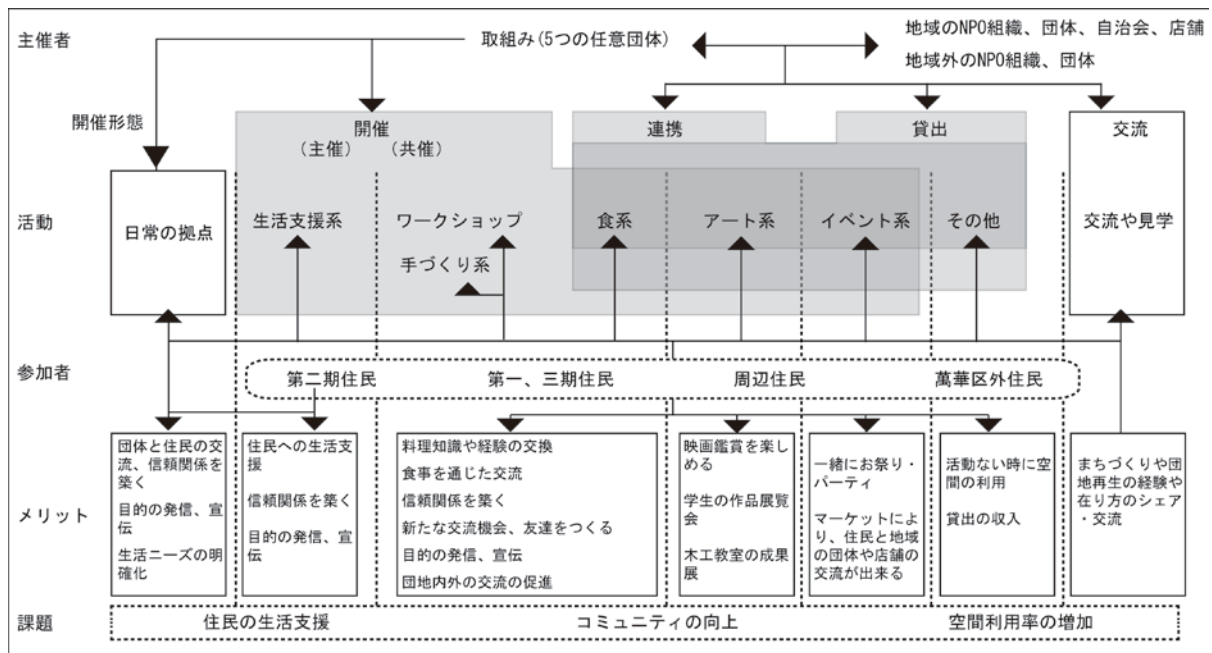 主催者
取組み(5つの任意団体)
地域のNPO組織、団体、自治会、店舗
地域外のNPO組織、団体
開催形態
開催
(主催)
(共催)
連携
貸出
交流
活動
日常の拠点
生活支援系
ワークショップ
手づくり系
食系
アート系
イベント系
その他
交流や見学
参加者
第二期住民
第一、三期住民
周辺住民
萬華区外住民
メリット
団体と住民の交
流、信頼関係を
築く
目的の発信、宣
伝
生活ニーズの明
確化
住民への生活支
援
信頼関係を築く
目的の発信、宣
伝
料理知識や経験の交換
食事を通じた交流
信頼関係を築く
新たな交流機会、友達をつくる
目的の発信、宣伝
団地内外の交流の促進
映画鑑賞を楽し
める
学生の作品展覧
会
木工教室の成果
展
一緒にお祭り・
パーティ
マーケットによ
り、住民と地域
の団体や店舗の
交流が出来る
活動ない時に空
間の利用
貸出の収入
まちづくりや団
地再生の経験や
在り方のシェア
・交流
課題
住民の生活支援
コミュニティの向上
空間利用率の増加